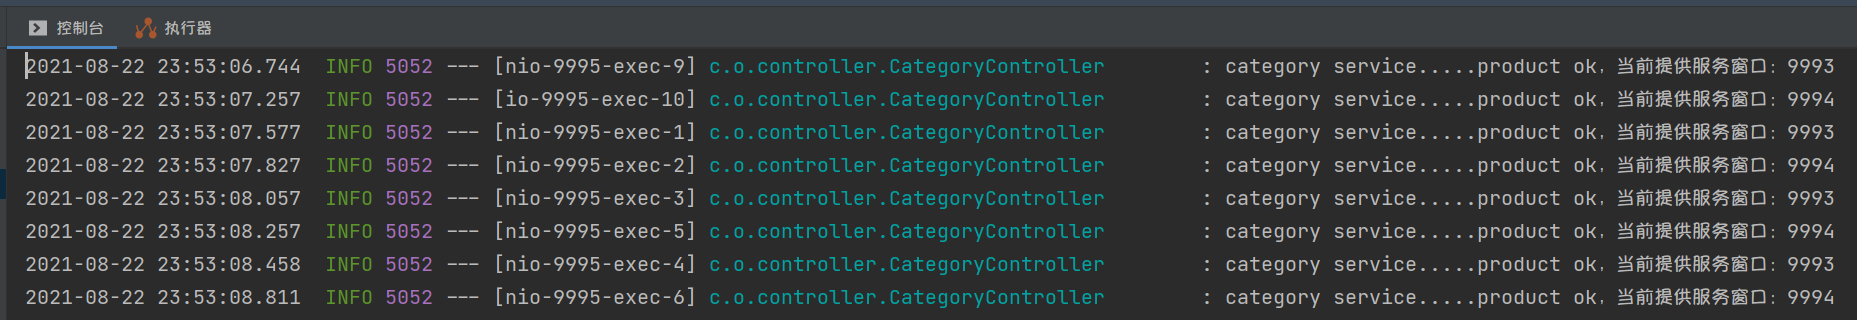 控制台 执行器
2021-08-22 23:53:06.744  INFO 5052 --- [nio-9995-exec-9] c.o.controller.CategoryController        : category service.....product ok，当前提供服务窗口：9993
2021-08-22 23:53:07.257  INFO 5052 --- [io-9995-exec-10] c.o.controller.CategoryController        : category service.....product ok，当前提供服务窗口：9994
2021-08-22 23:53:07.577  INFO 5052 --- [nio-9995-exec-1] c.o.controller.CategoryController        : category service.....product ok，当前提供服务窗口：9993
2021-08-22 23:53:07.827  INFO 5052 --- [nio-9995-exec-2] c.o.controller.CategoryController        : category service.....product ok，当前提供服务窗口：9994
2021-08-22 23:53:08.057  INFO 5052 --- [nio-9995-exec-3] c.o.controller.CategoryController        : category service.....product ok，当前提供服务窗口：9993
2021-08-22 23:53:08.257  INFO 5052 --- [nio-9995-exec-5] c.o.controller.CategoryController        : category service.....product ok，当前提供服务窗口：9994
2021-08-22 23:53:08.458  INFO 5052 --- [nio-9995-exec-4] c.o.controller.CategoryController        : category service.....product ok，当前提供服务窗口：9993
2021-08-22 23:53:08.811  INFO 5052 --- [nio-9995-exec-6] c.o.controller.CategoryController        : category service.....product ok，当前提供服务窗口：9994